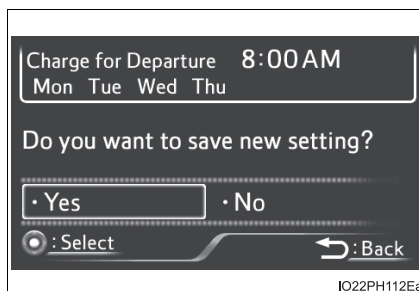 Charge for Departure 8:00AM
Mon Tue Wed Thu
Do you want to save new setting?
・Yes ・No
:Select :Back
IO22PH112Ea